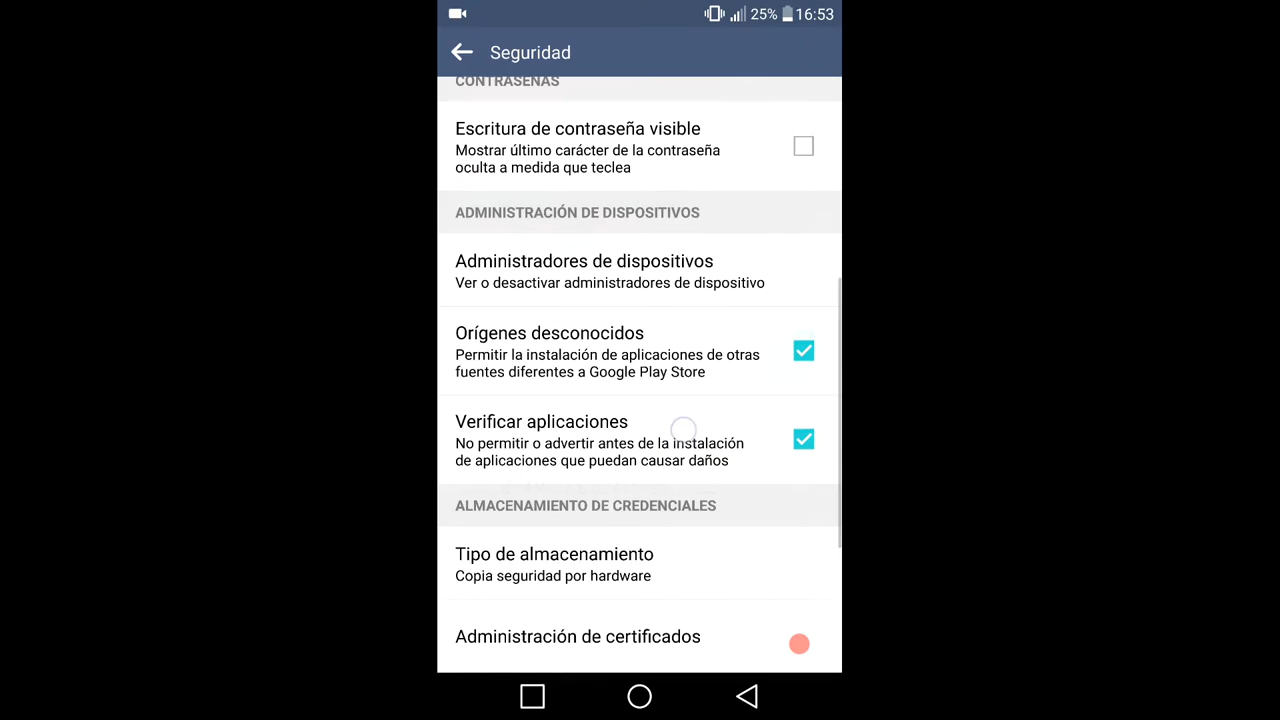 25% 16:53
Seguridad
CONTRASEÑAS
Escritura de contraseña visible
Mostrar último carácter de la contraseña
oculta a medida que teclea
ADMINISTRACIÓN DE DISPOSITIVOS
Administradores de dispositivos
Ver o desactivar administradores de dispositivo
Orígenes desconocidos
Permitir la instalación de aplicaciones de otras
fuentes diferentes a Google Play Store
Verificar aplicaciones
No permitir o advertir antes de la instalación
de aplicaciones que puedan causar daños
ALMACENAMIENTO DE CREDENCIALES
Tipo de almacenamiento
Copia seguridad por hardware
Administración de certificados